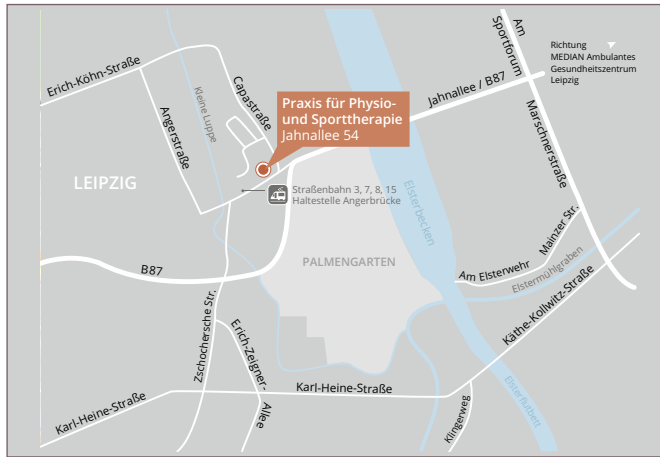 Am
Sportforum
Richtung
MEDIAN Ambulantes
Gesundheitszentrum
Leipzig
Erich-Köhn-Straße
Kleine Luppe
Capastraße
Jahnallee / B87
Praxis für Physio-
und Sporttherapie
Jahnallee 54
Angerstraße
Marschnerstraße
LEIPZIG
Straßenbahn 3, 7, 8, 15
Haltestelle Angerbrücke
Elsterbecken
Mainzer Str.
PALMENGARTEN
B87
Am Elsterwehr
Elstermühlgraben
Zschochersche Str.
Erich-Zeigner-
Allee
Käthe-Kollwitz-Straße
Karl-Heine-Straße
Elsterflutbett
Karl-Heine-Straße
Klingerweg